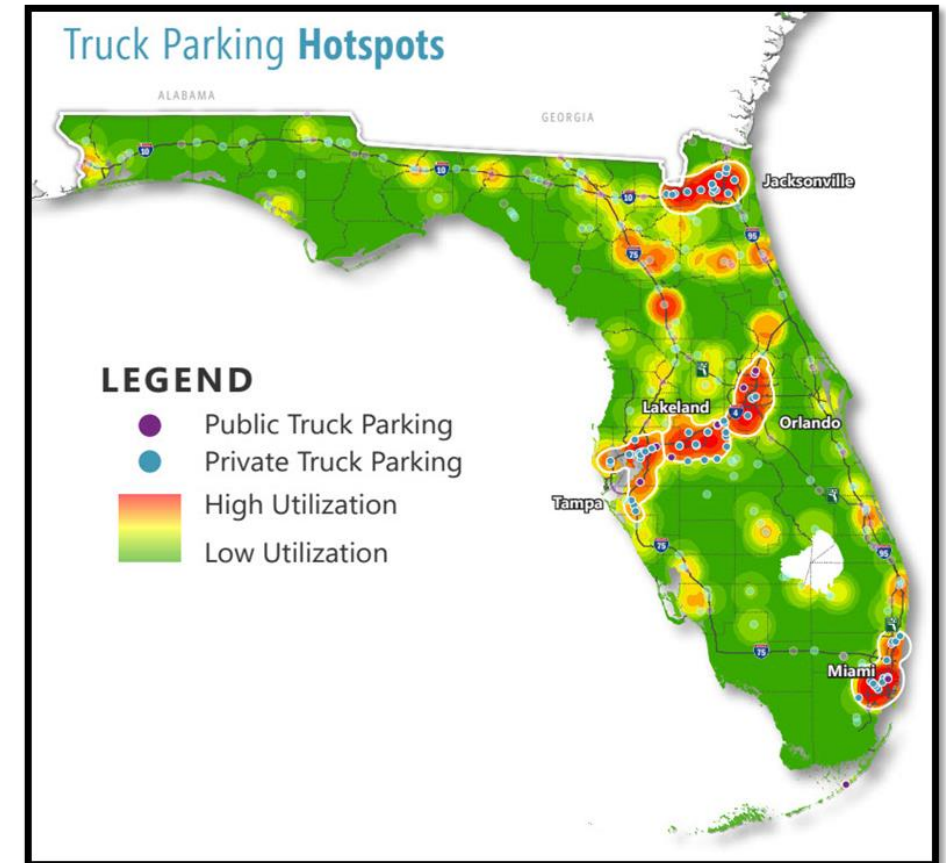 Truck Parking Hotspots
ALABAMA
GEORGIA
10
10
10
Jacksonville
95
75
Lakeland
4
Orlando
Tampa
75
95
75
Miami
LEGEND
Public Truck Parking
Private Truck Parking
High Utilization
Low Utilization